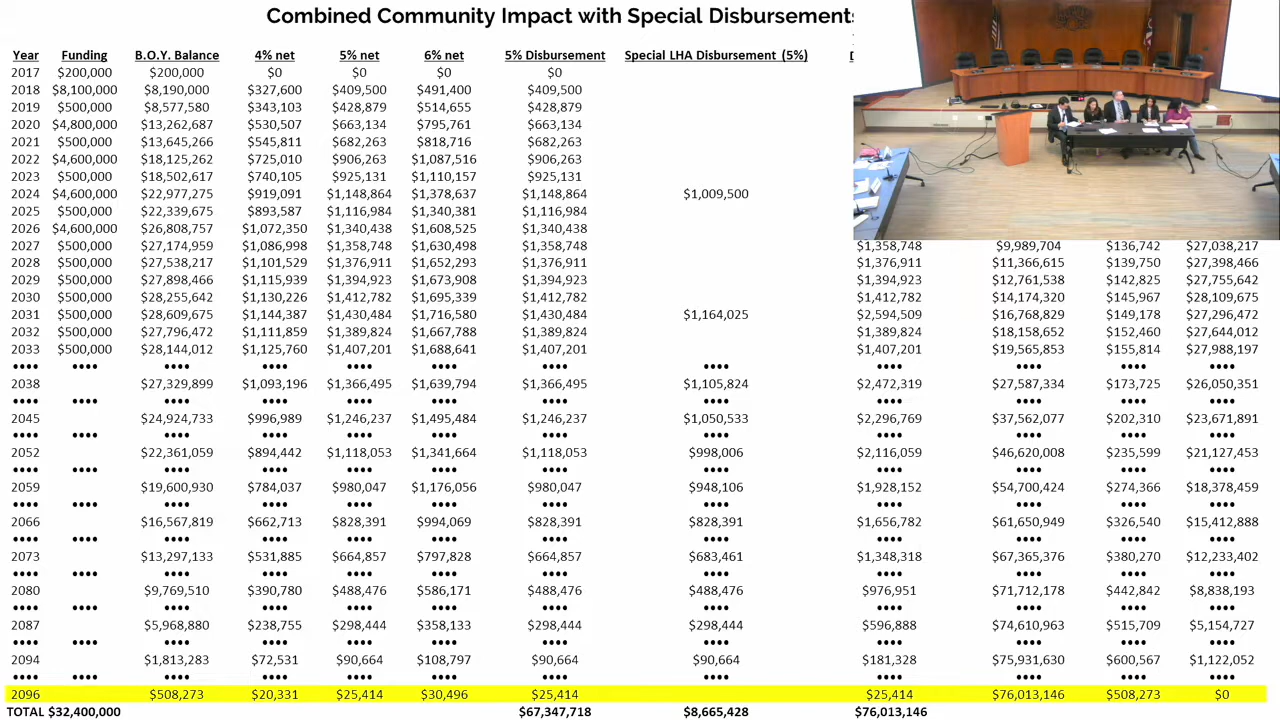 Combined Community Impact with Special Disbursements
Year Funding B.O.Y. Balance 4% net 5% net 6% net 5% Disbursement Special LHA Disbursement (5%)
2017 $200,000 $200,000 $0 $0 $0 $0
2018 $8,100,000 $8,190,000 $327,600 $409,500 $491,400 $409,500
2019 $500,000 $8,577,580 $343,103 $428,879 $514,655 $428,879
2020 $4,800,000 $13,262,687 $530,507 $663,134 $795,761 $663,134
2021 $500,000 $13,645,266 $545,811 $682,263 $818,716 $682,263
2022 $4,600,000 $18,125,262 $725,010 $906,263 $1,087,516 $906,263
2023 $500,000 $18,502,617 $740,105 $925,131 $1,110,157 $925,131
2024 $4,600,000 $22,977,275 $919,091 $1,148,864 $1,378,637 $1,148,864 $1,009,500
2025 $500,000 $22,339,675 $893,587 $1,116,984 $1,340,381 $1,116,984
2026 $4,600,000 $26,808,757 $1,072,350 $1,340,438 $1,608,525 $1,340,438
2027 $500,000 $27,174,959 $1,086,998 $1,358,748 $1,630,498 $1,358,748 $1,358,748 $9,989,704 $136,742 $27,038,217
2028 $500,000 $27,538,217 $1,101,529 $1,376,911 $1,652,293 $1,376,911 $1,376,911 $11,366,615 $139,750 $27,398,466
2029 $500,000 $27,898,466 $1,115,939 $1,394,923 $1,673,908 $1,394,923 $1,394,923 $12,761,538 $142,825 $27,755,642
2030 $500,000 $28,255,642 $1,130,226 $1,412,782 $1,695,339 $1,412,782 $1,412,782 $14,174,320 $145,967 $28,109,675
2031 $500,000 $28,609,675 $1,144,387 $1,430,484 $1,716,580 $1,430,484 $1,164,025 $2,594,509 $16,768,829 $149,178 $27,296,472
2032 $500,000 $27,796,472 $1,111,859 $1,389,824 $1,667,788 $1,389,824 $1,389,824 $18,158,652 $152,460 $27,644,012
2033 $500,000 $28,144,012 $1,125,760 $1,407,201 $1,688,641 $1,407,201 $1,407,201 $19,565,853 $155,814 $27,988,197
•••• •••• •••• •••• •••• •••• •••• •••• •••• •••• •••• ••••
2038 $27,329,899 $1,093,196 $1,366,495 $1,639,794 $1,366,495 $1,105,824 $2,472,319 $27,587,334 $173,725 $26,050,351
•••• •••• •••• •••• •••• •••• •••• •••• •••• •••• •••• ••••
2045 $24,924,733 $996,989 $1,246,237 $1,495,484 $1,246,237 $1,050,533 $2,296,769 $37,562,077 $202,310 $23,671,891
•••• •••• •••• •••• •••• •••• •••• •••• •••• •••• •••• ••••
2052 $22,361,059 $894,442 $1,118,053 $1,341,664 $1,118,053 $998,006 $2,116,059 $46,620,008 $235,599 $21,127,453
•••• •••• •••• •••• •••• •••• •••• •••• •••• •••• •••• ••••
2059 $19,600,930 $784,037 $980,047 $1,176,056 $980,047 $948,106 $1,928,152 $54,700,424 $274,366 $18,378,459
•••• •••• •••• •••• •••• •••• •••• •••• •••• •••• •••• ••••
2066 $16,567,819 $662,713 $828,391 $994,069 $828,391 $828,391 $1,656,782 $61,650,949 $326,540 $15,412,888
•••• •••• •••• •••• •••• •••• •••• •••• •••• •••• •••• ••••
2073 $13,297,133 $531,885 $664,857 $797,828 $664,857 $683,461 $1,348,318 $67,365,376 $380,270 $12,233,402
•••• •••• •••• •••• •••• •••• •••• •••• •••• •••• •••• ••••
2080 $9,769,510 $390,780 $488,476 $586,171 $488,476 $488,476 $976,951 $71,712,178 $442,842 $8,838,193
•••• •••• •••• •••• •••• •••• •••• •••• •••• •••• •••• ••••
2087 $5,968,880 $238,755 $298,444 $358,133 $298,444 $298,444 $596,888 $74,610,963 $515,709 $5,154,727
•••• •••• •••• •••• •••• •••• •••• •••• •••• •••• •••• ••••
2094 $1,813,283 $72,531 $90,664 $108,797 $90,664 $90,664 $181,328 $75,931,630 $600,567 $1,122,052
•••• •••• •••• •••• •••• •••• •••• •••• •••• •••• •••• ••••
2096 $508,273 $20,331 $25,414 $30,496 $25,414 $25,414 $76,013,146 $508,273 $0
TOTAL $32,400,000 $67,347,718 $8,665,428 $76,013,146